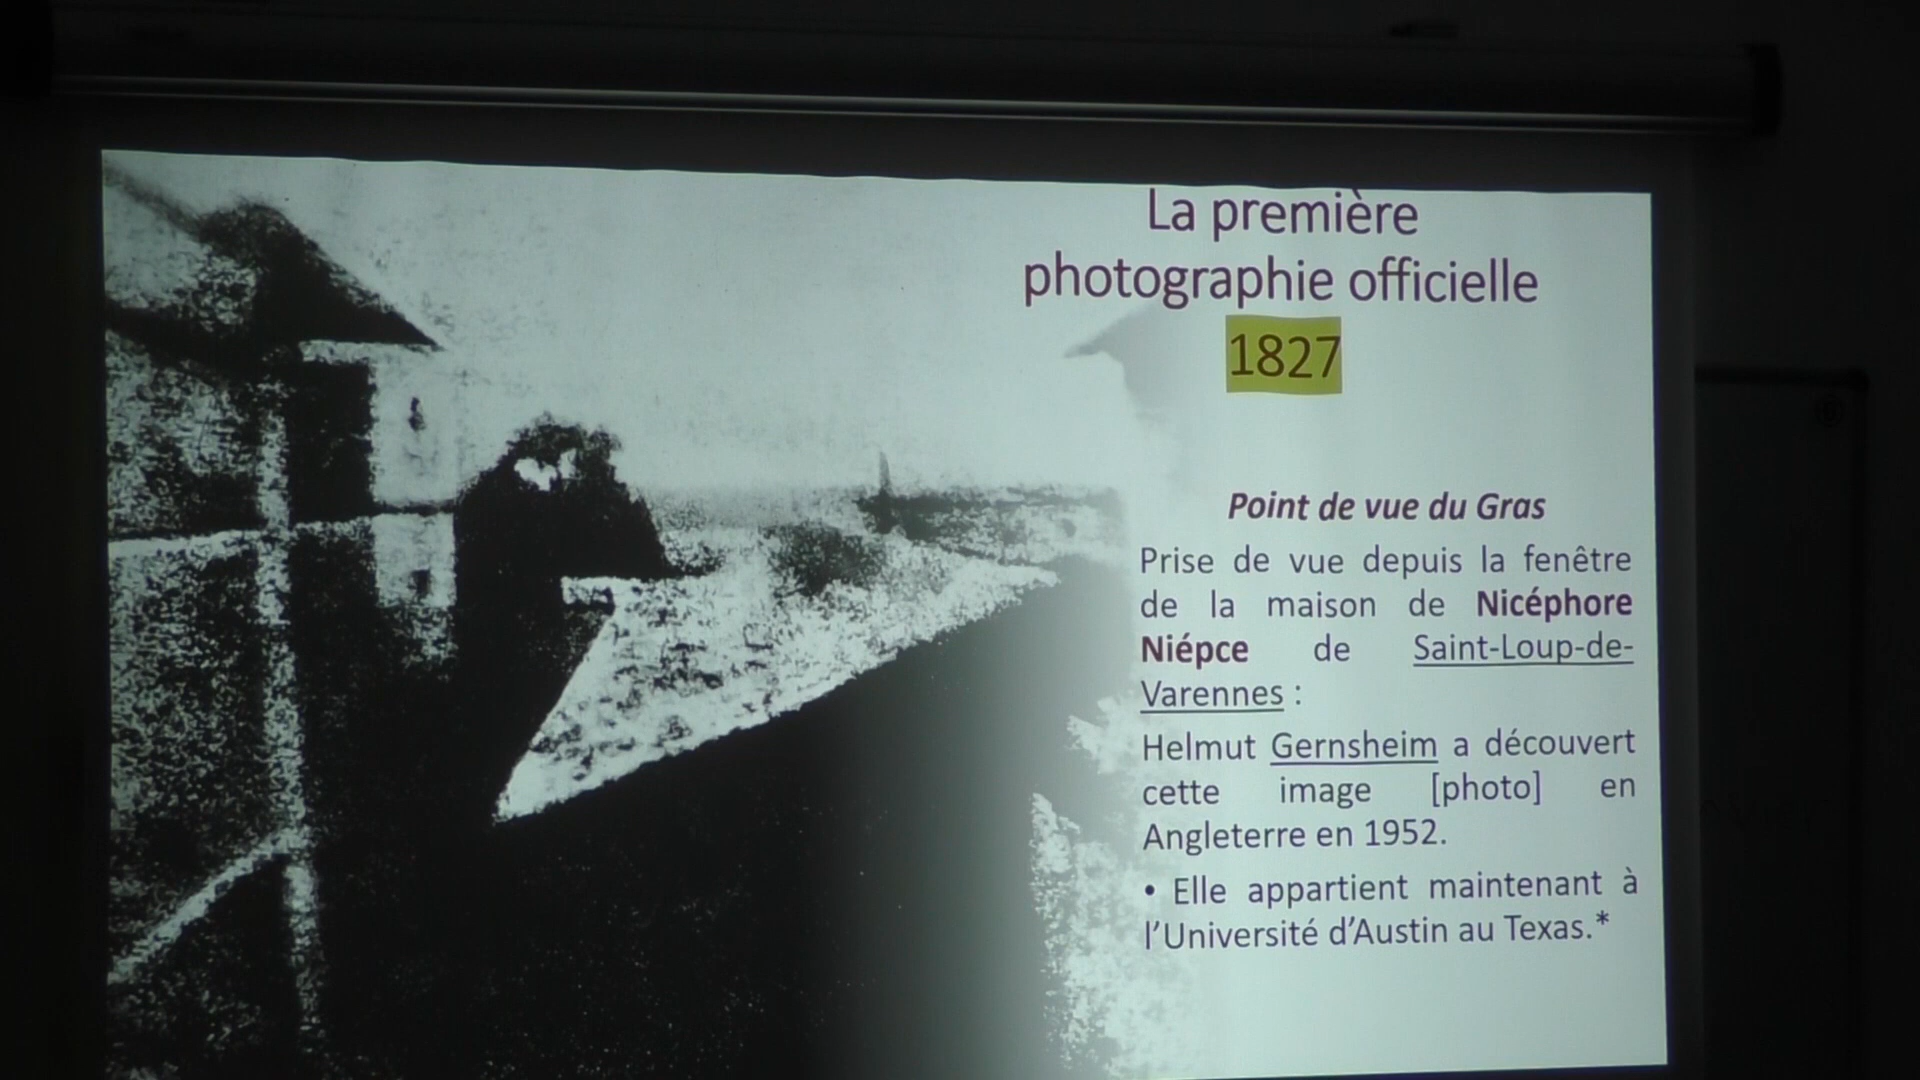 La première
photographie officielle
1827
Point de vue du Gras
Prise de vue depuis la fenêtre
de la maison de Nicéphore
Niépce de Saint-Loup-de-
Varennes :
Helmut Gernsheim a découvert
cette image [photo] en
Angleterre en 1952.
• Elle appartient maintenant à
l'Université d'Austin au Texas.*